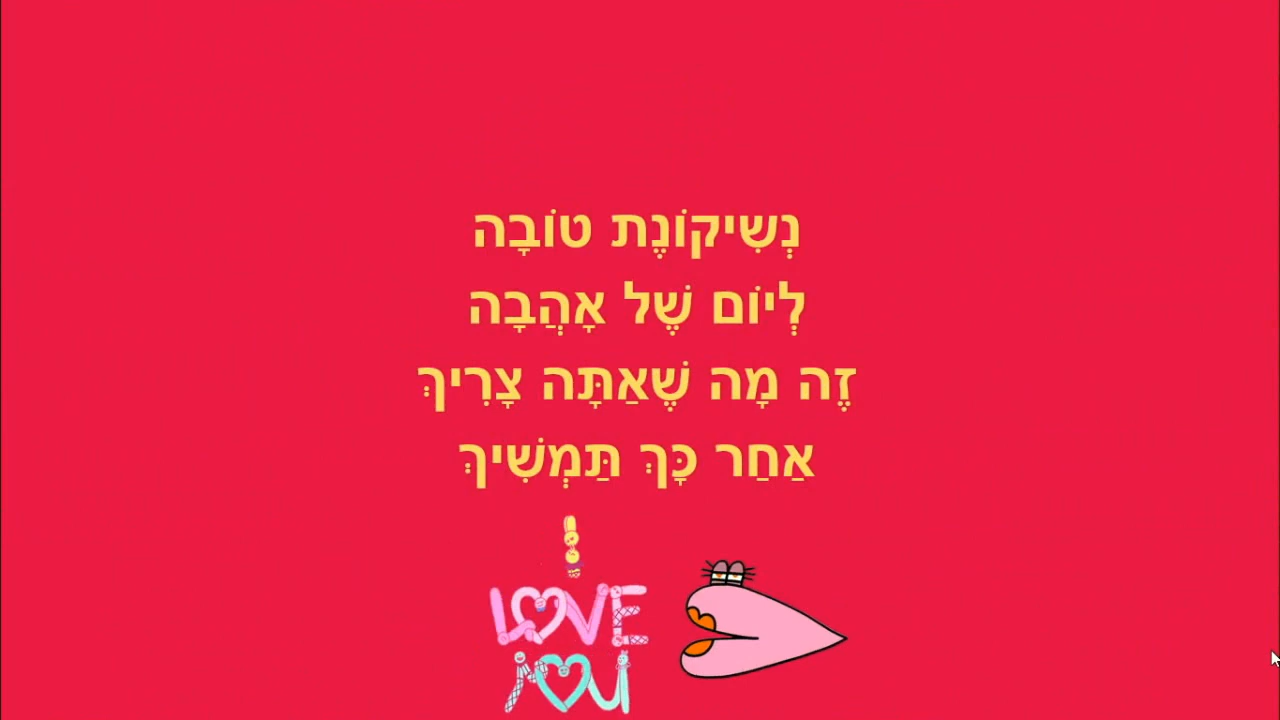 נְשִׁיקוֹנֶת טוֹבָה
לְיוֹם שֶׁל אָהֲבָה
זֶה מָה שֶׁאַתָּה צָרִיךְ
אַחַר כָּךְ תַּמְשִׁיךְ
I
LOVE
YOU